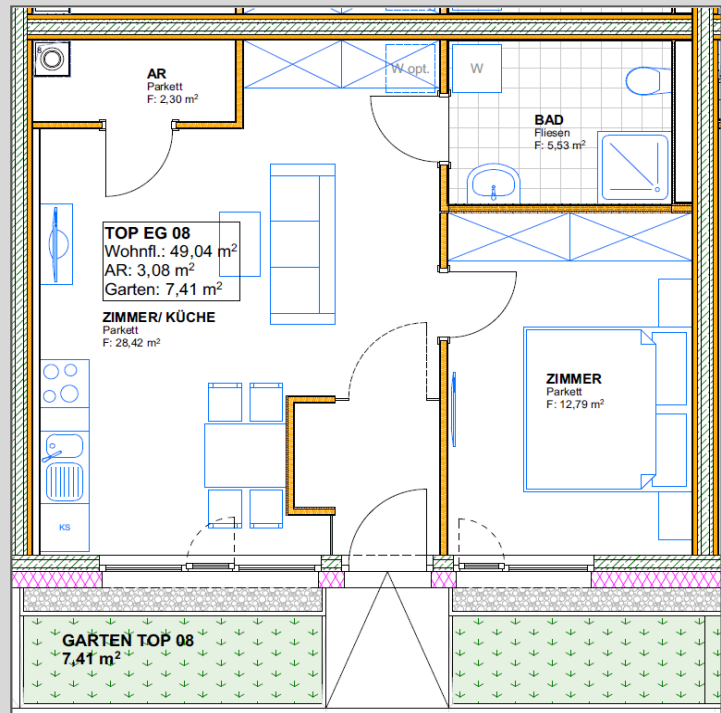 AR
Parkett
F: 2,30 m²
W opt.
W
BAD
Fliesen
F: 5,53 m²
TOP EG 08
Wohnfl.: 49,04 m²
AR: 3,08 m²
Garten: 7,41 m²
ZIMMER/ KÜCHE
Parkett
F: 28,42 m²
ZIMMER
Parkett
F: 12,79 m²
KS
GARTEN TOP 08
7,41 m²